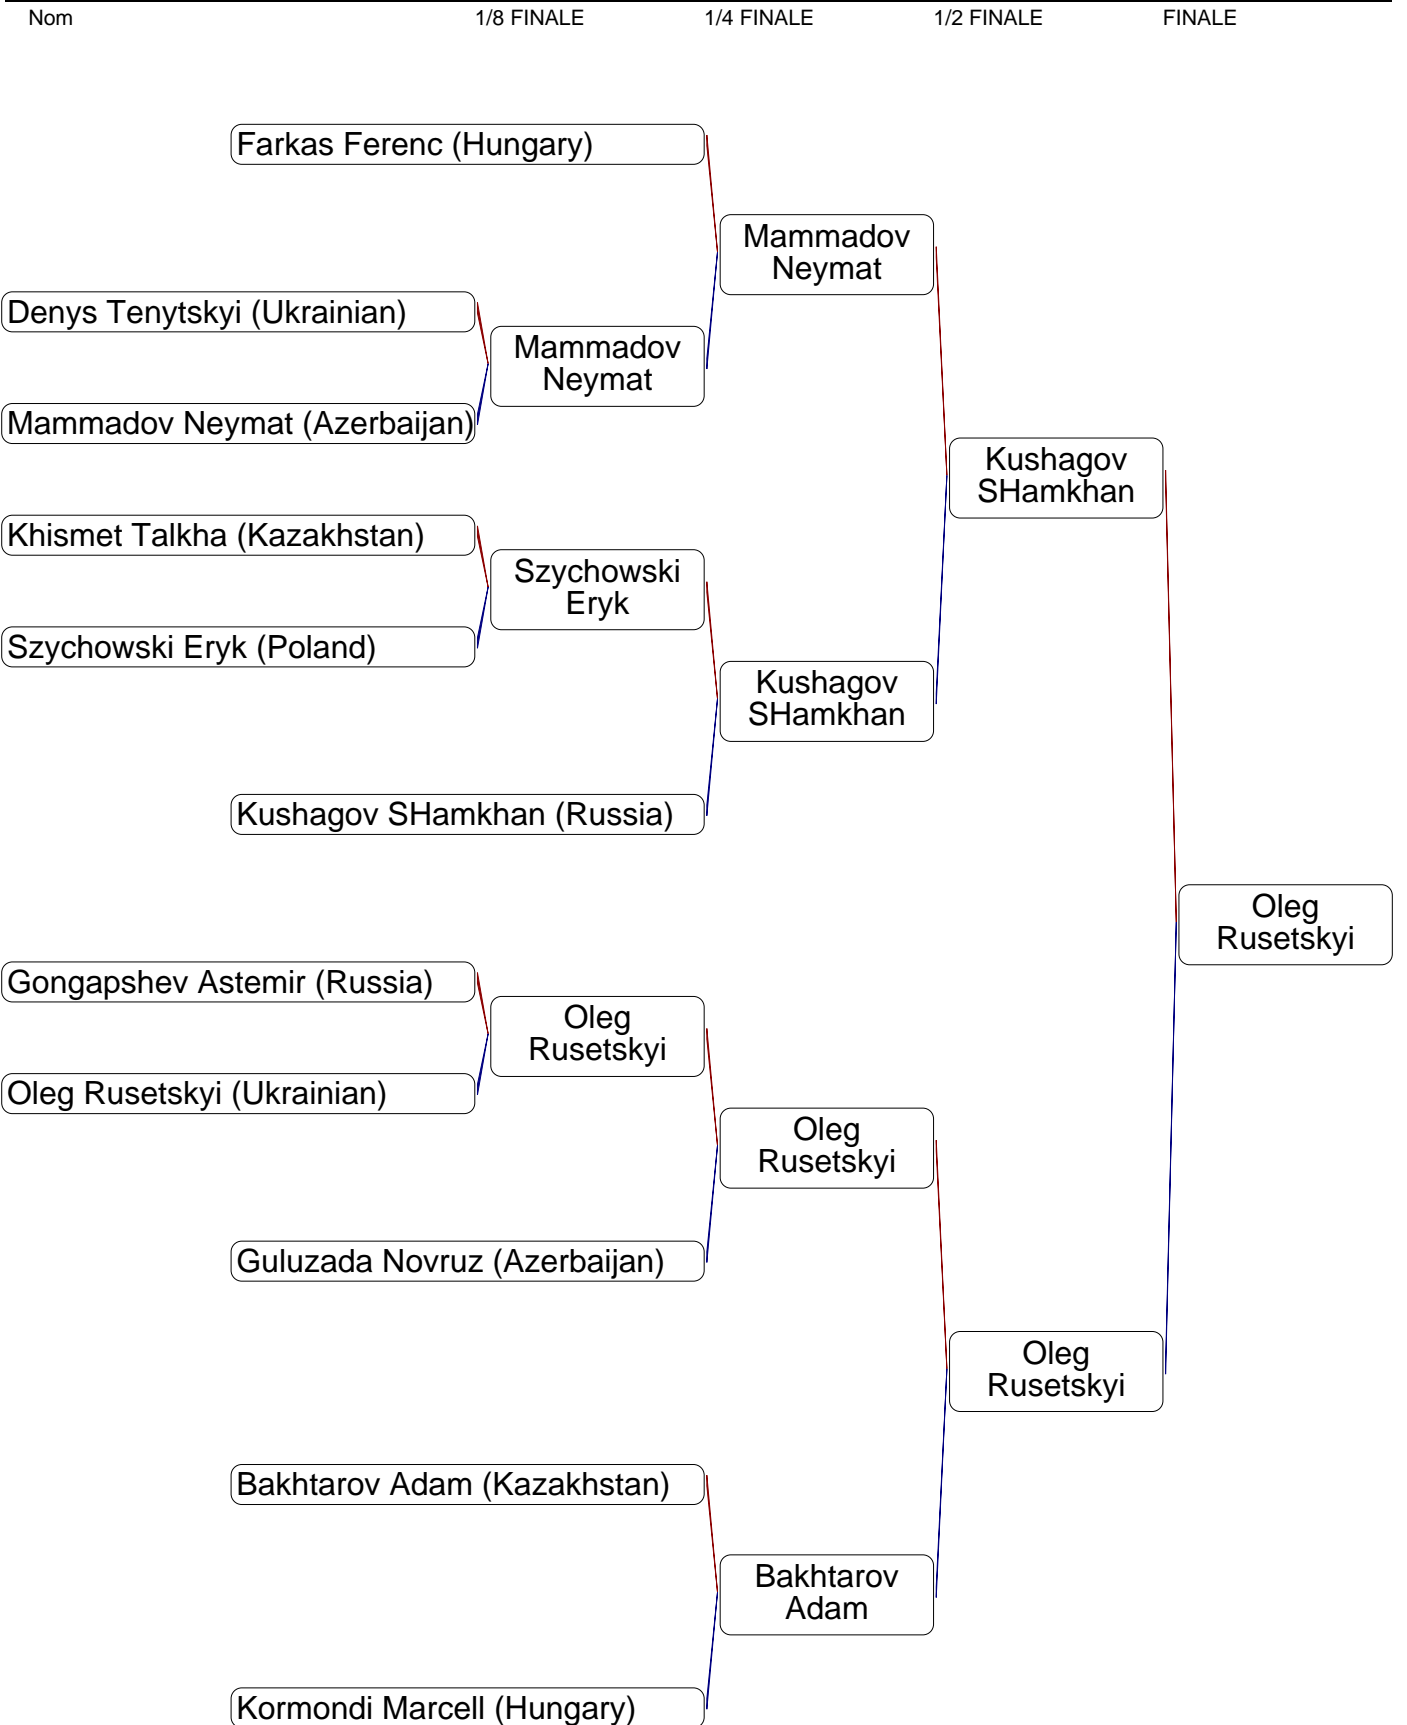 Nom 1/8 FINALE 1/4 FINALE 1/2 FINALE FINALE
Farkas Ferenc (Hungary)
Mammadov
Neymat
Denys Tenytskyi (Ukrainian)
Mammadov
Neymat
Mammadov Neymat (Azerbaijan)
Kushagov
SHamkhan
Khismet Talkha (Kazakhstan)
Szychowski
Eryk
Szychowski Eryk (Poland)
Kushagov
SHamkhan
Kushagov SHamkhan (Russia)
Oleg
Rusetskyi
Gongapshev Astemir (Russia)
Oleg
Rusetskyi
Oleg Rusetskyi (Ukrainian)
Oleg
Rusetskyi
Guluzada Novruz (Azerbaijan)
Oleg
Rusetskyi
Bakhtarov Adam (Kazakhstan)
Bakhtarov
Adam
Kormondi Marcell (Hungary)